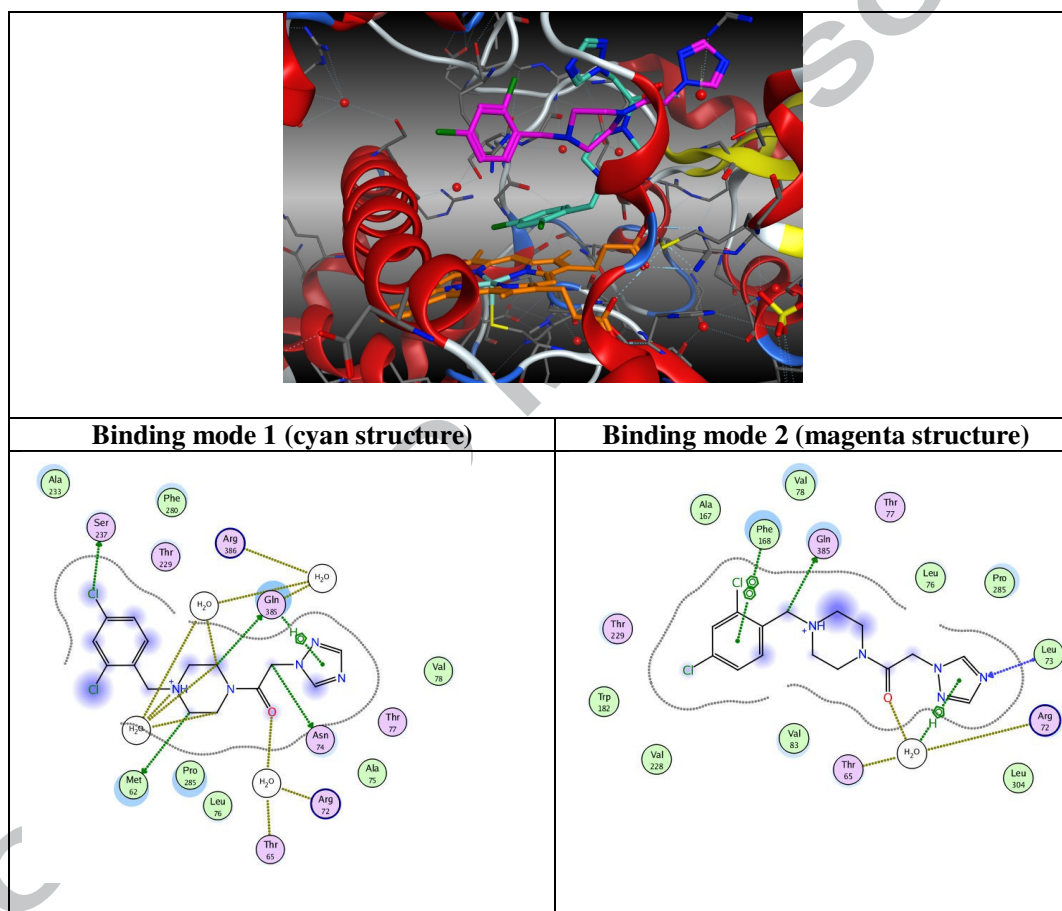 Binding mode 1 (cyan structure)
Binding mode 2 (magenta structure)
Ala 233
Phe 280
Ser 237
Thr 229
Arg 386
H₂O
Cl
H₂O
Gln 385
H
N
N
N
Val 78
Cl
NH
+
N
O
H₂O
Asn 74
Thr 77
Met 62
Pro 285
Leu 76
H₂O
Ala 75
Arg 72
Thr 65
Val 78
Thr 77
Ala 167
Phe 168
Gln 385
Leu 76
Pro 285
Cl
NH
+
Thr 229
Cl
N
O
N
N
N
Leu 73
H
Trp 182
Val 83
H₂O
Arg 72
Val 228
Thr 65
Leu 304